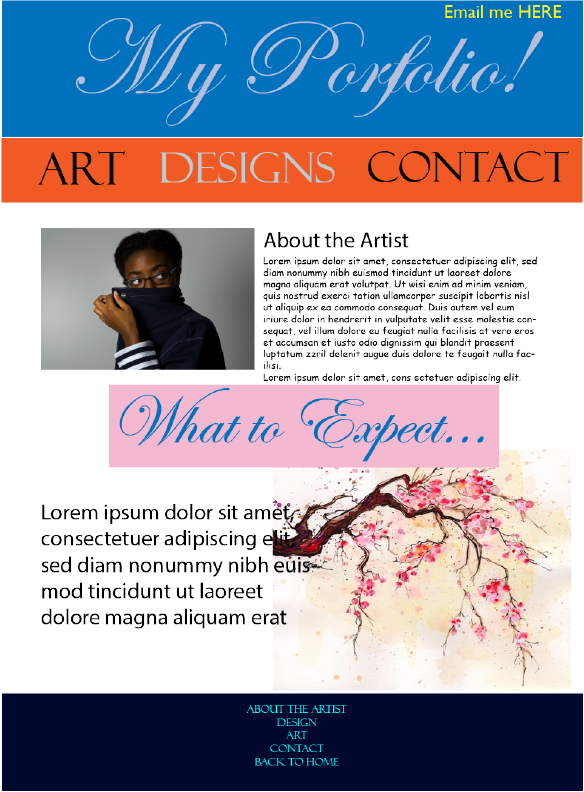 Email me HERE
My Porfolio!
ART DESIGNS CONTACT
About the Artist
Lorem ipsum dolor sit amet, consectetuer adipiscing elit, sed
diam nonummy nibh euismod tincidunt ut laoreet dolore
magna aliquam erat volutpat. Ut wisi enim ad minim veniam,
quis nostrud exerci tation ullamcorper suscipit lobortis nisl
ut aliquip ex ea commodo consequat. Duis autem vel eum
iriure dolor in hendrerit in vulputate velit esse molestie con-
sequat, vel illum dolore eu feugiat nulla facilisis at vero eros
et accumsan et iusto odio dignissim qui blandit praesent
luptatum zzril delenit augue duis dolore te feugait nulla fac-
ilisi.
Lorem ipsum dolor sit amet, cons ectetuer adipiscing elit.
What to Expect...
Lorem ipsum dolor sit amet,
consectetuer adipiscing elit,
sed diam nonummy nibh euis-
mod tincidunt ut laoreet
dolore magna aliquam erat
ABOUT THE ARTIST
DESIGN
ART
CONTACT
BACK TO HOME